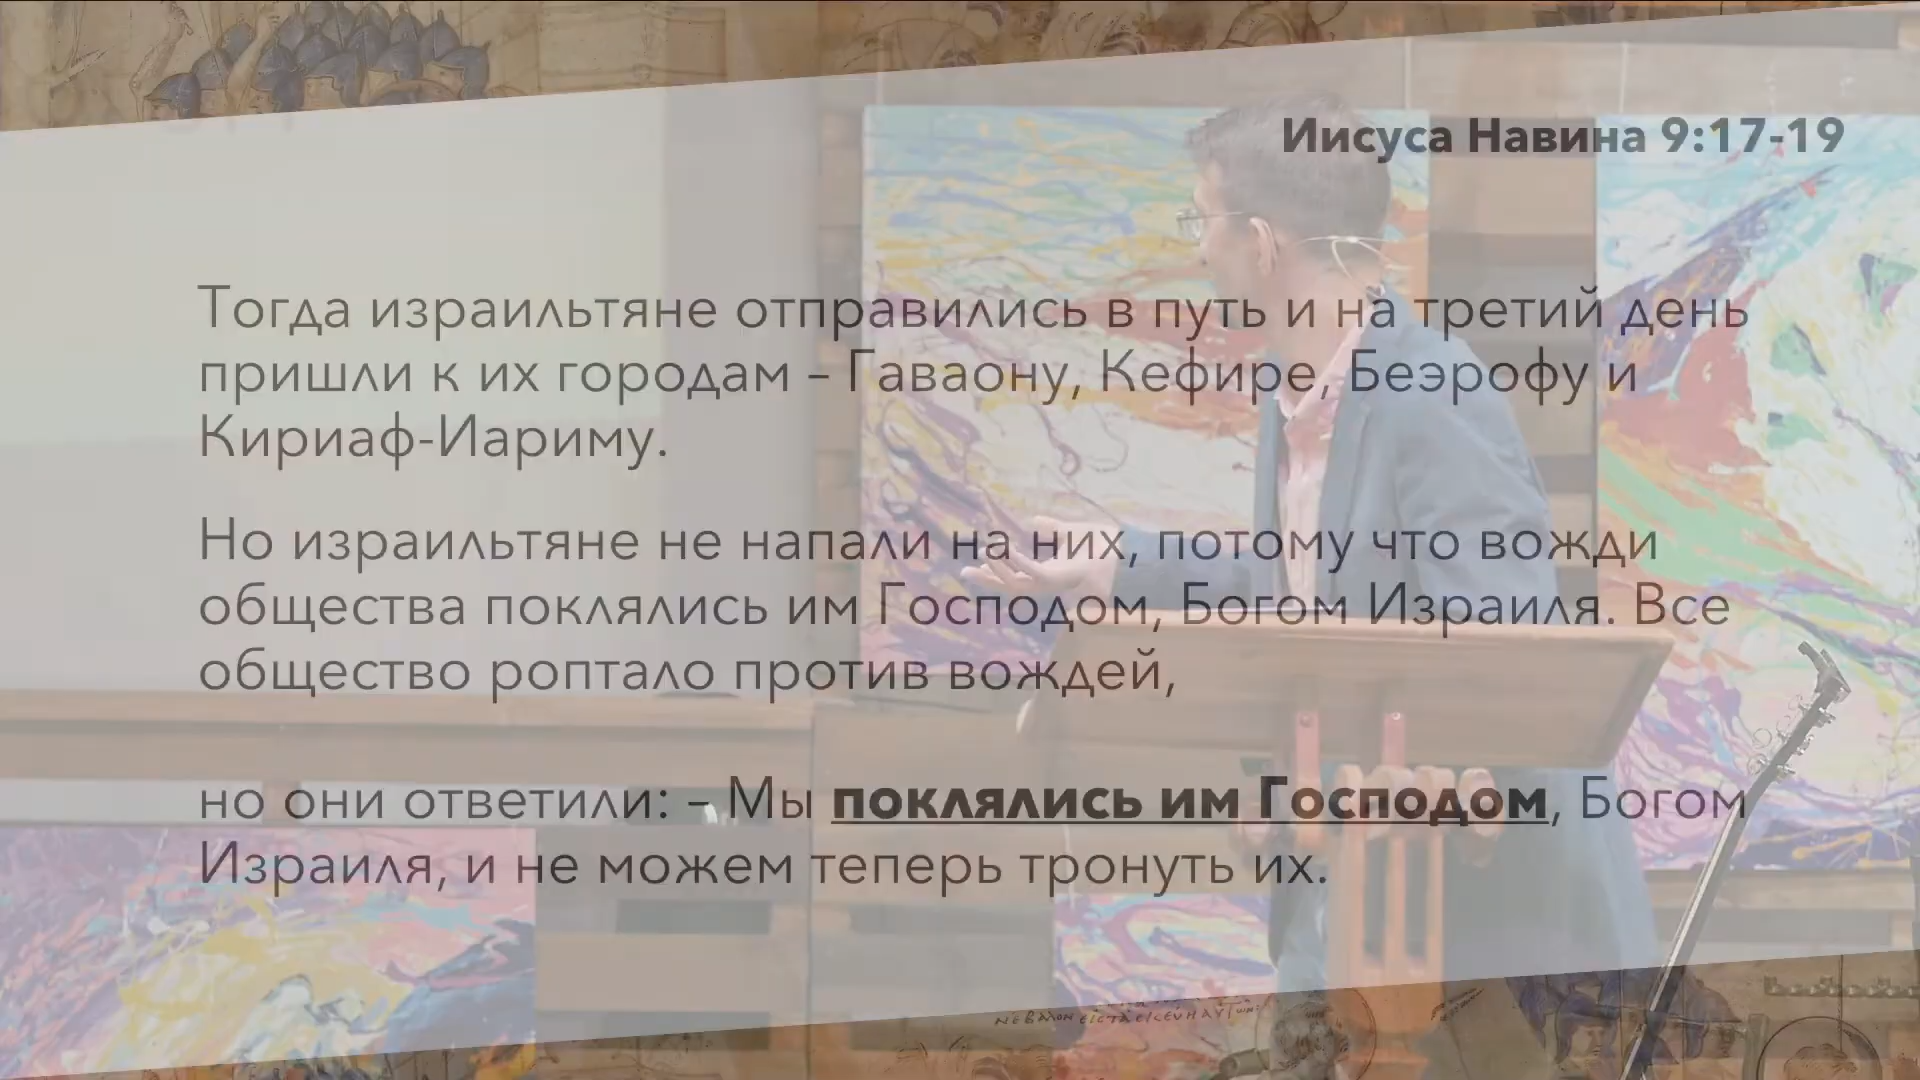 Иисуса Навина 9:17-19
Тогда израильтяне отправились в путь и на третий день
пришли к их городам – Гаваону, Кефире, Беэрофу и
Кириаф-Иариму.
Но израильтяне не напали на них, потому что вожди
общества поклялись им Господом, Богом Израиля. Все
общество роптало против вождей,
но они ответили: – Мы поклялись им Господом, Богом
Израиля, и не можем теперь тронуть их.